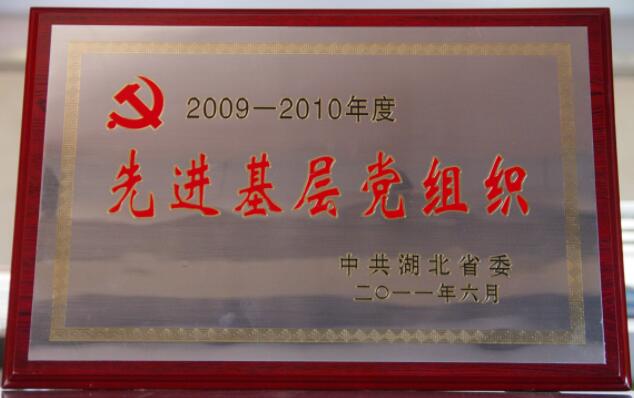 2009－2010年度
先进基层党组织
中共湖北省委
二〇一一年六月